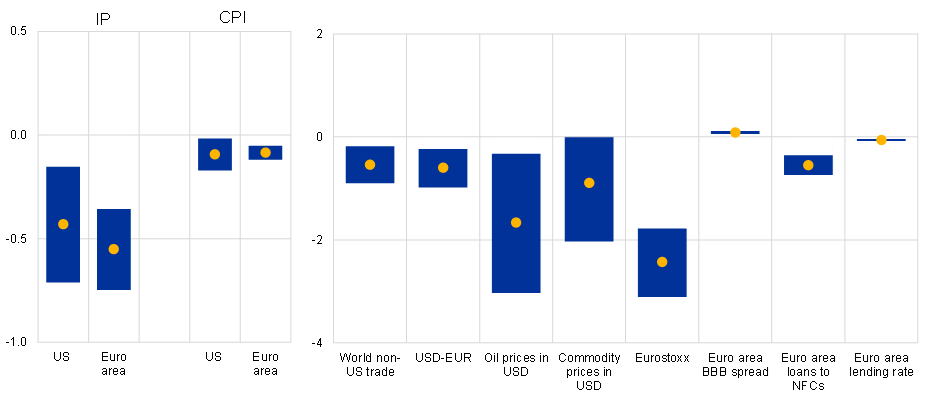 IP
CPI
0.5
0.0
-0.5
-1.0
US
Euro
area
US
Euro
area
2
0
-2
-4
World non-
US trade
USD-EUR
Oil prices in
USD
Commodity
prices in
USD
Eurostoxx
Euro area
BBB spread
Euro area
loans to
NFCs
Euro area
lending rate